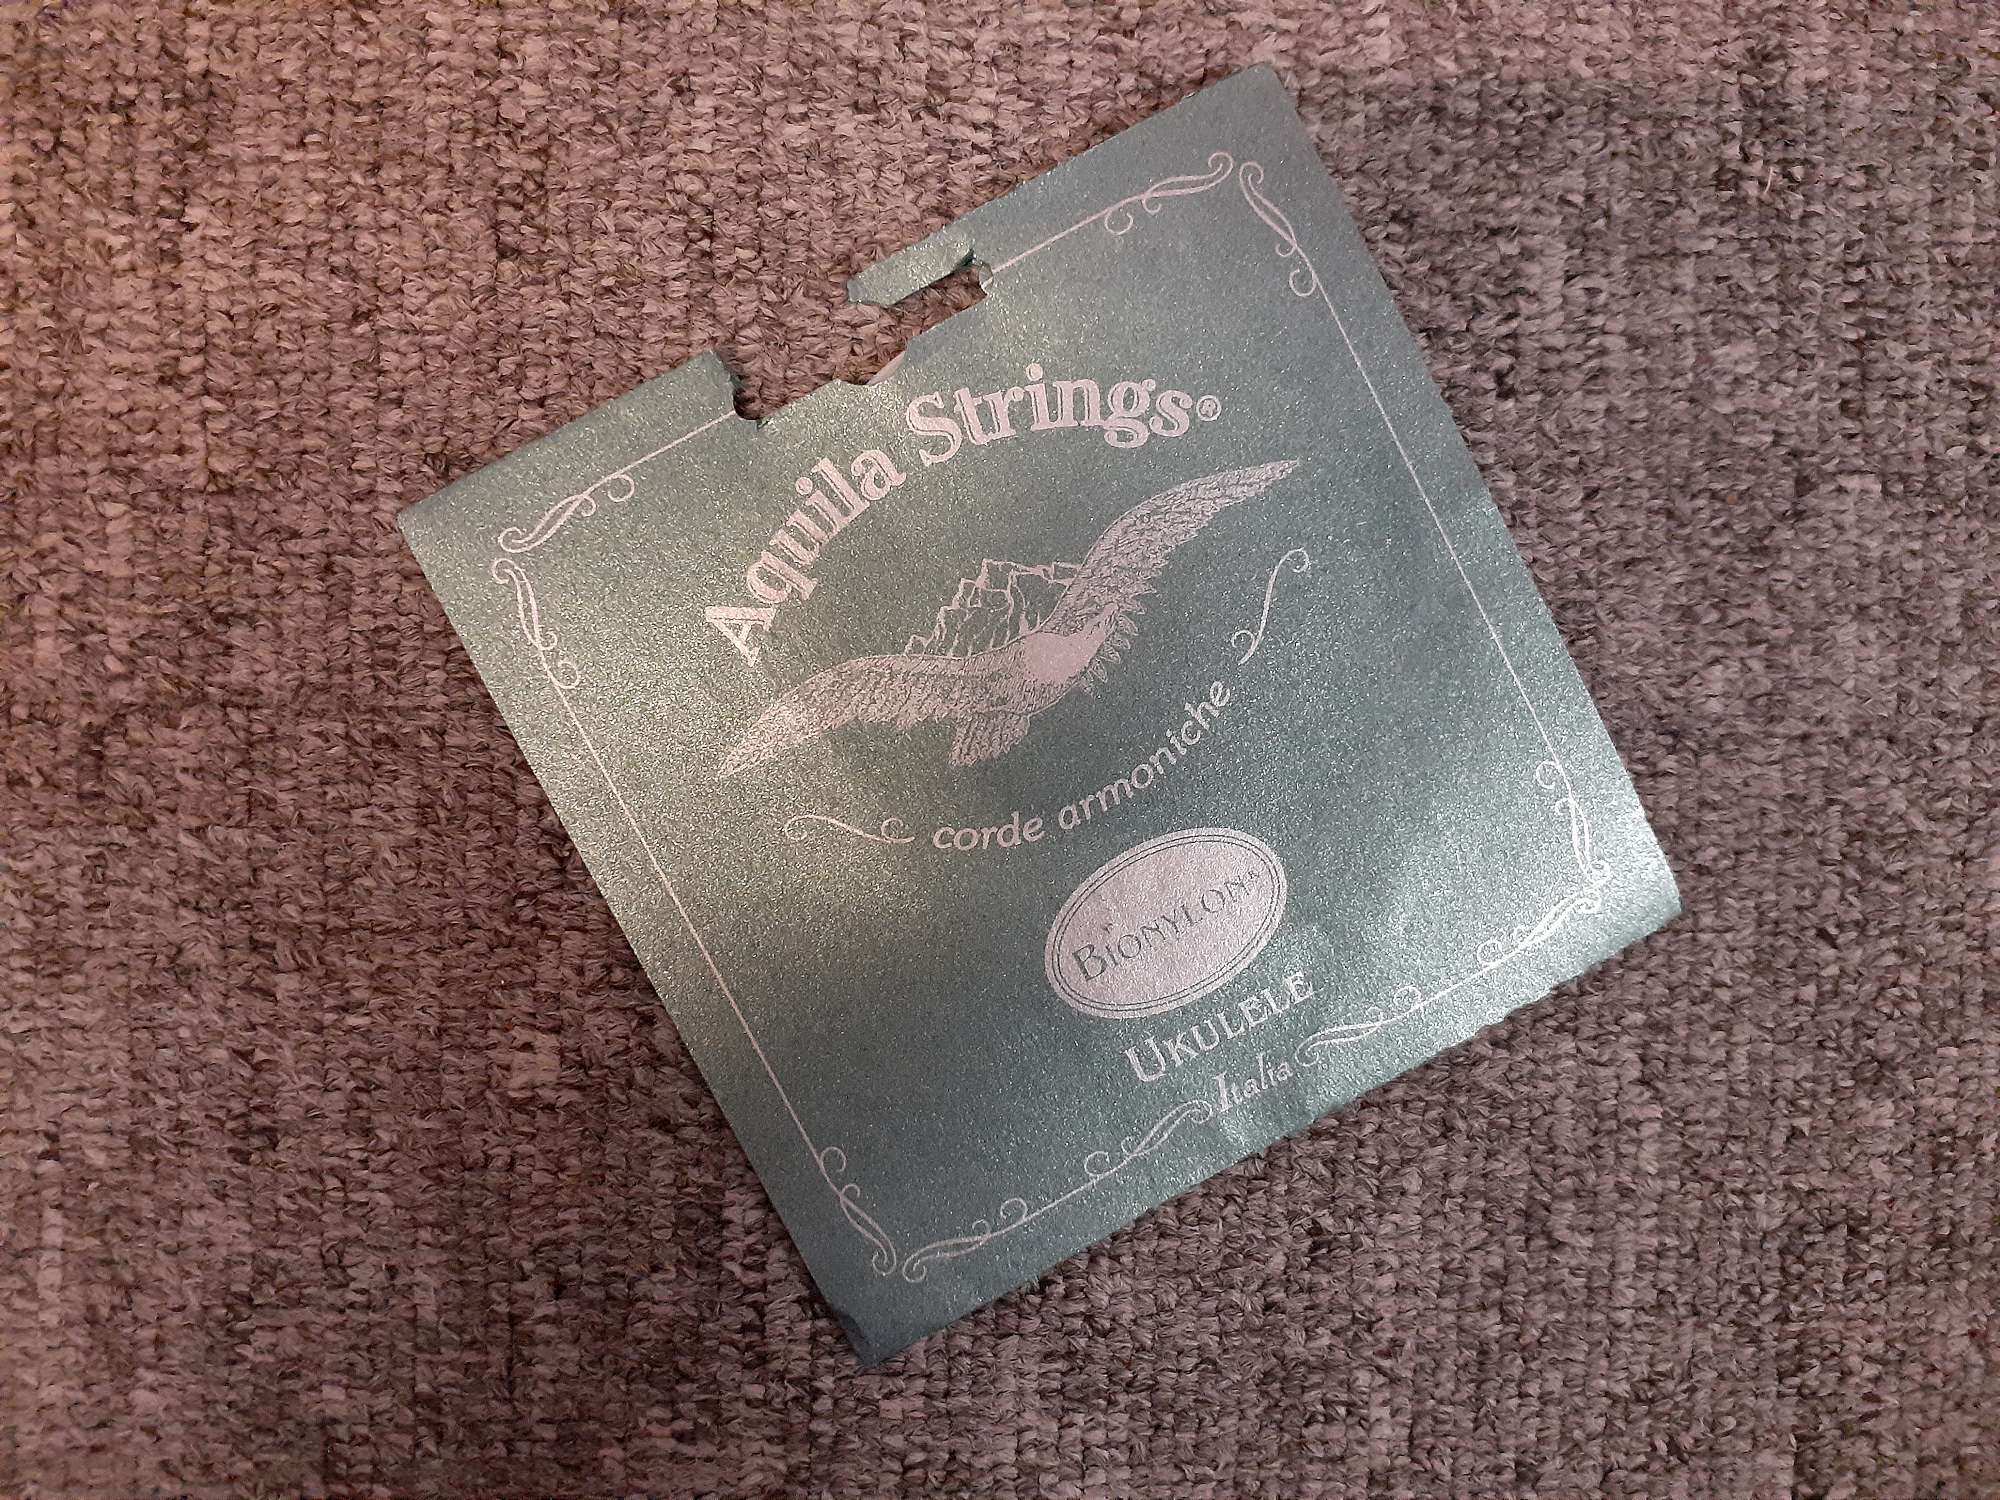 Aquila Strings®
corde armoniche
BIONYLON®
UKULELE
Italia